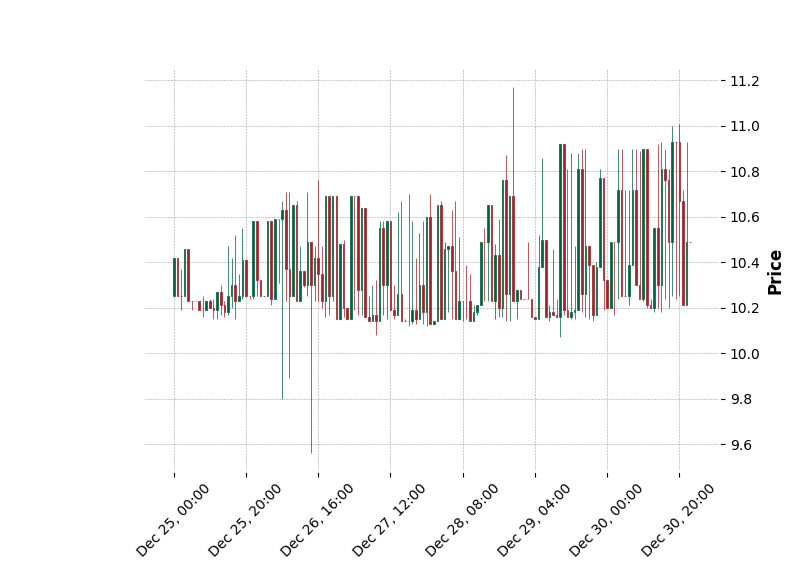 11.2
11.0
10.8
10.6
10.4
10.2
10.0
9.8
9.6
Price
Dec 25, 00:00
Dec 25, 20:00
Dec 26, 16:00
Dec 27, 12:00
Dec 28, 08:00
Dec 29, 04:00
Dec 30, 00:00
Dec 30, 20:00